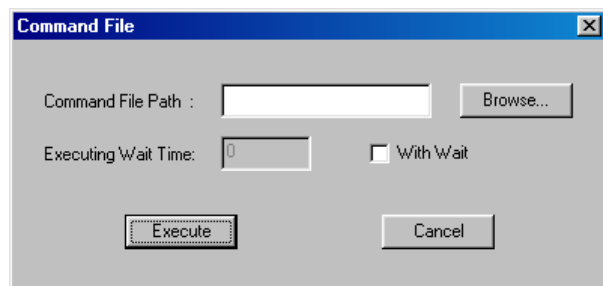 Command File
Command File Path : Browse...
Executing Wait Time: 0 With Wait
Execute Cancel